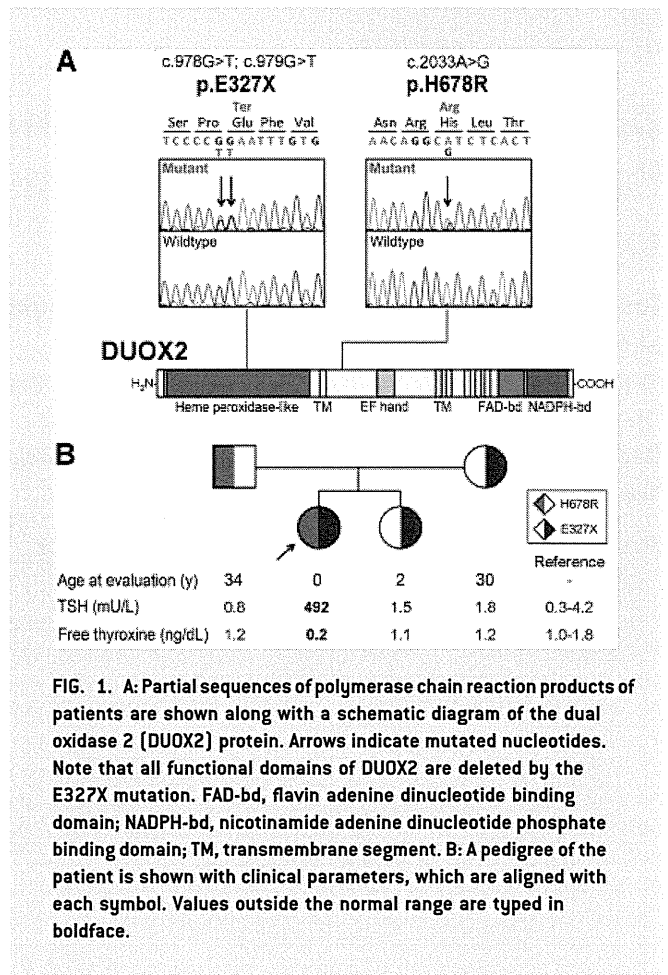 A
c.978G>T; c.979G>T
p.E327X
c.2033A>G
p.H678R
Ter
Ser Pro Glu Phe Val
T C C C C G G A A T T T G T G
T T
Arg
Asn Arg His Leu Thr
A A C A G G C A T C T C A C T
G
Mutant
Wildtype
Mutant
Wildtype
DUOX2
H₂N-
-COOH
Heme peroxidase-like TM EF hand TM FAD-bd NADPH-bd
B
H678R
E327X
Reference
Age at evaluation (y) 34 0 2 30 -
TSH (mU/L) 0.8 492 1.5 1.8 0.3-4.2
Free thyroxine (ng/dL) 1.2 0.2 1.1 1.2 1.0-1.8
FIG. 1. A: Partial sequences of polymerase chain reaction products of
patients are shown along with a schematic diagram of the dual
oxidase 2 (DUOX2) protein. Arrows indicate mutated nucleotides.
Note that all functional domains of DUOX2 are deleted by the
E327X mutation. FAD-bd, flavin adenine dinucleotide binding
domain; NADPH-bd, nicotinamide adenine dinucleotide phosphate
binding domain; TM, transmembrane segment. B: A pedigree of the
patient is shown with clinical parameters, which are aligned with
each symbol. Values outside the normal range are typed in
boldface.